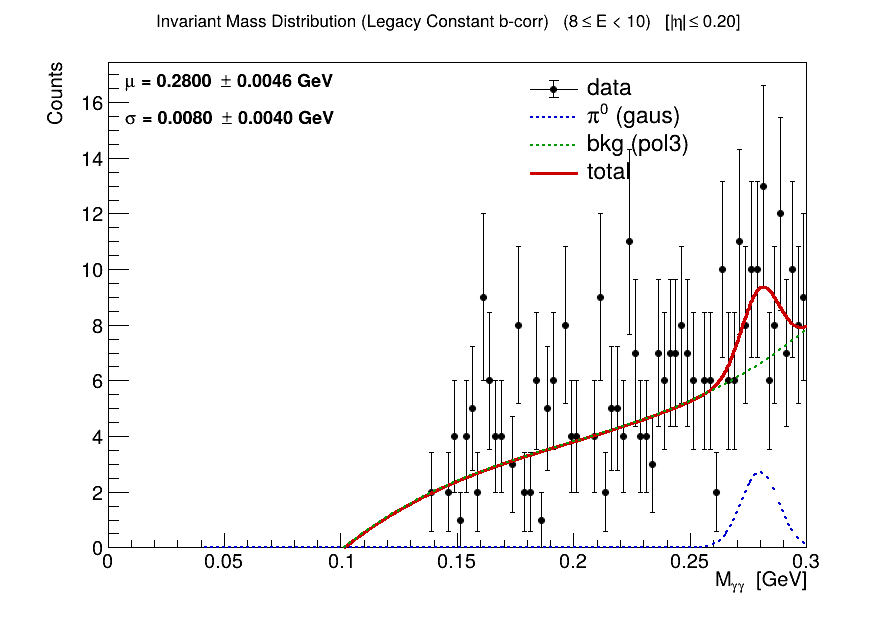 Invariant Mass Distribution (Legacy Constant b-corr) (8 ≤ E < 10) [|η| ≤ 0.20]
μ = 0.2800 ± 0.0046 GeV
σ = 0.0080 ± 0.0040 GeV
data
π⁰ (gaus)
bkg (pol3)
total
Counts
16
14
12
10
8
6
4
2
0
0 0.05 0.1 0.15 0.2 0.25 0.3
Mγγ [GeV]